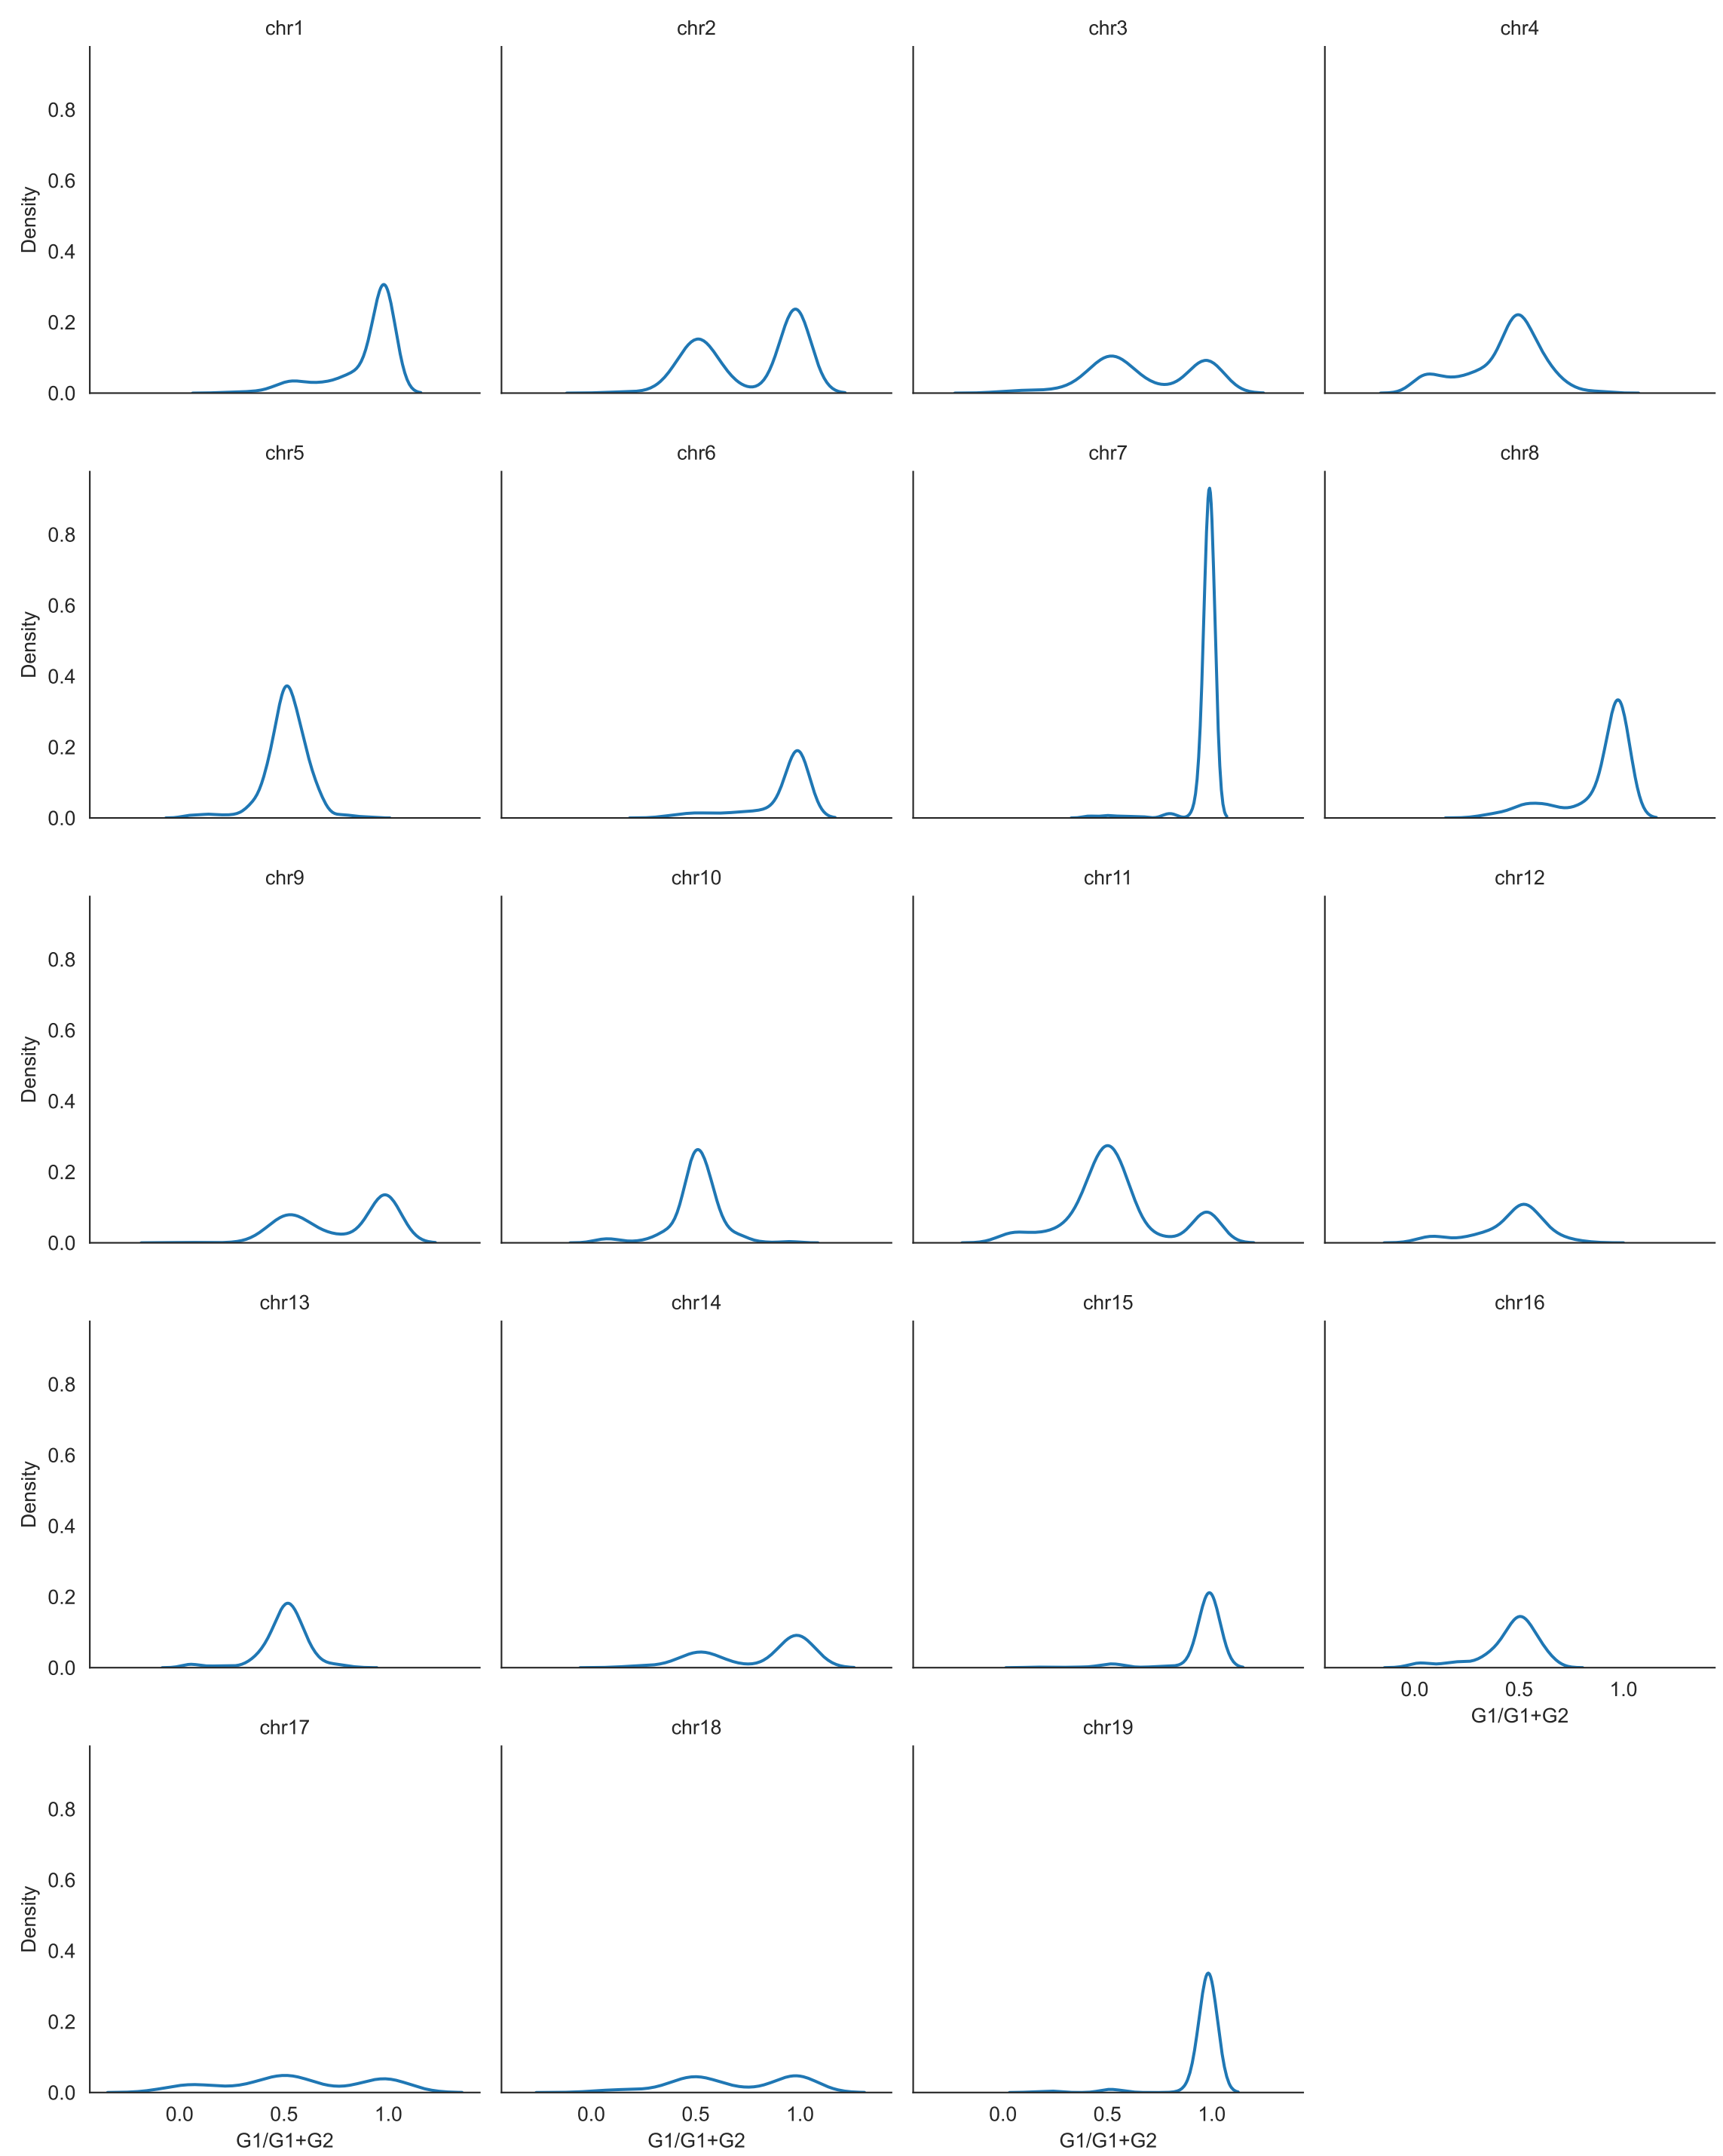 chr1 chr2 chr3 chr4
0.8
0.6
Density
0.4
0.2
0.0
chr5 chr6 chr7 chr8
0.8
0.6
Density
0.4
0.2
0.0
chr9 chr10 chr11 chr12
0.8
0.6
Density
0.4
0.2
0.0
chr13 chr14 chr15 chr16
0.8
0.6
Density
0.4
0.2
0.0
0.0 0.5 1.0
G1/G1+G2
chr17 chr18 chr19
0.8
0.6
Density
0.4
0.2
0.0
0.0 0.5 1.0 0.0 0.5 1.0 0.0 0.5 1.0
G1/G1+G2 G1/G1+G2 G1/G1+G2